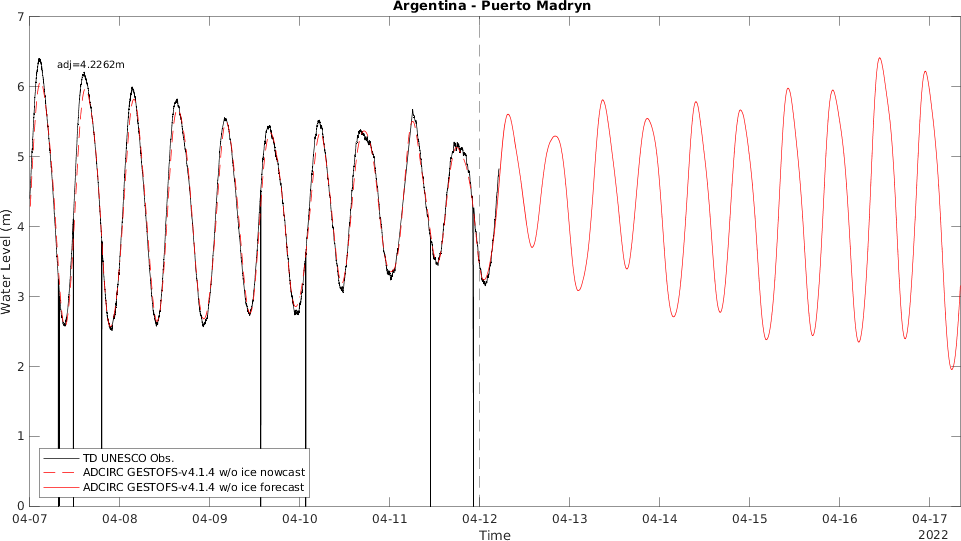 Argentina - Puerto Madryn
7
adj=4.2262m
6
5
4
3
2
1
0
Water Level (m)
TD UNESCO Obs.
ADCIRC GESTOFS-v4.1.4 w/o ice nowcast
ADCIRC GESTOFS-v4.1.4 w/o ice forecast
04-07 04-08 04-09 04-10 04-11 04-12 04-13 04-14 04-15 04-16 04-17
Time
2022